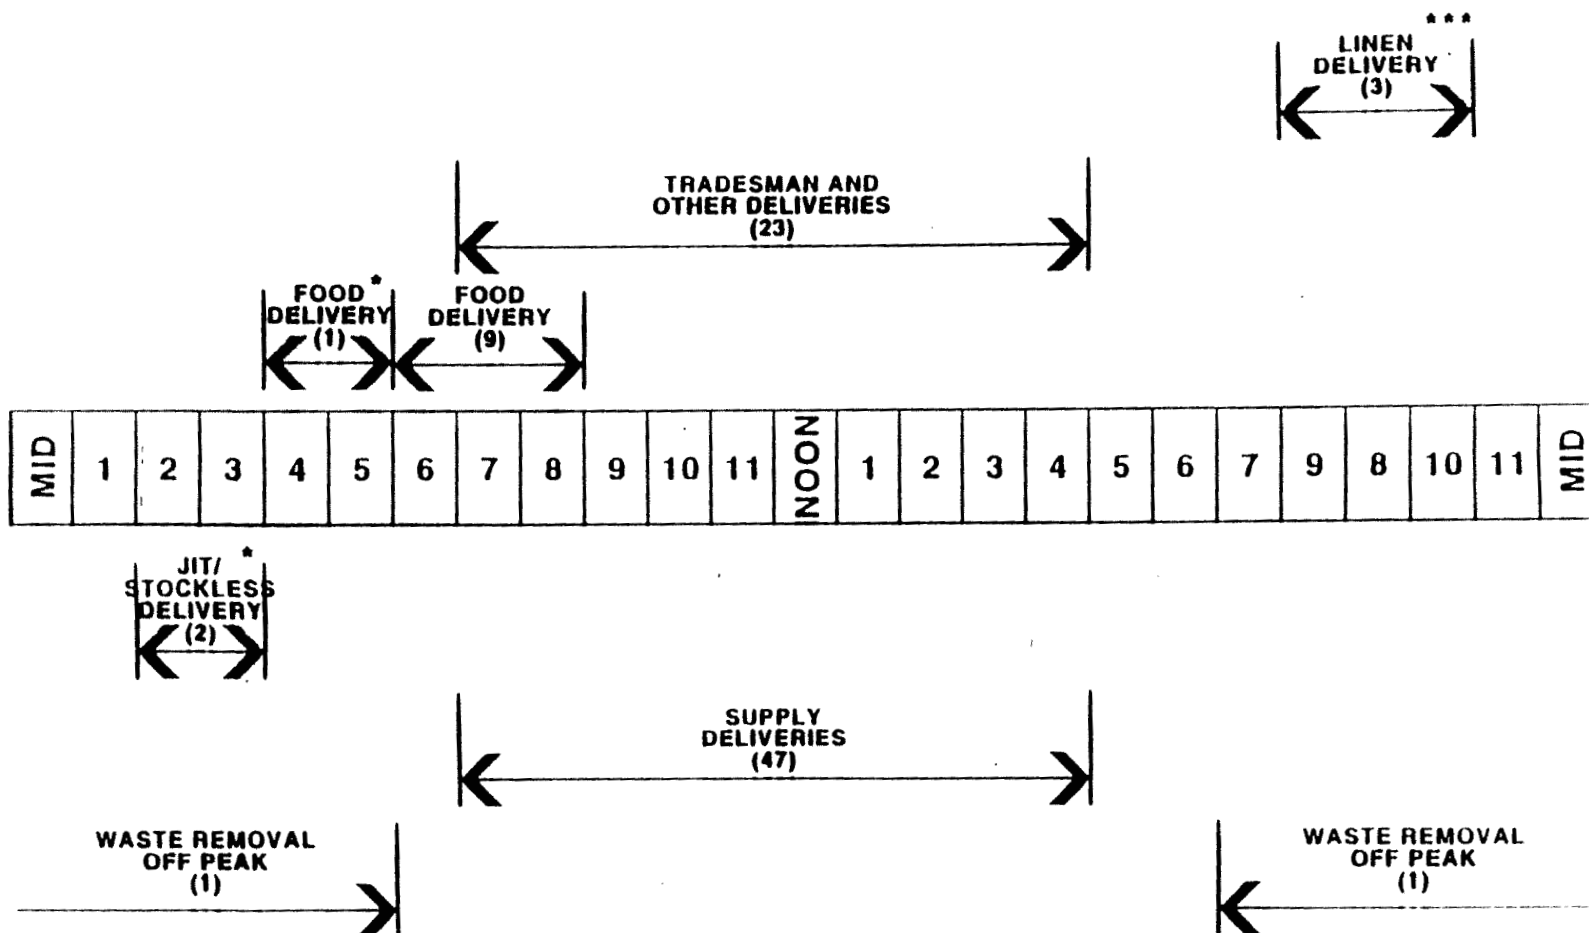 ***
LINEN
DELIVERY
(3)
TRADESMAN AND
OTHER DELIVERIES
(23)
FOOD *
DELIVERY
(1)
FOOD
DELIVERY
(9)
MID 1 2 3 4 5 6 7 8 9 10 11 NOON 1 2 3 4 5 6 7 9 8 10 11 MID
JIT/ *
STOCKLESS
DELIVERY
(2)
SUPPLY
DELIVERIES
(47)
WASTE REMOVAL
OFF PEAK
(1)
WASTE REMOVAL
OFF PEAK
(1)